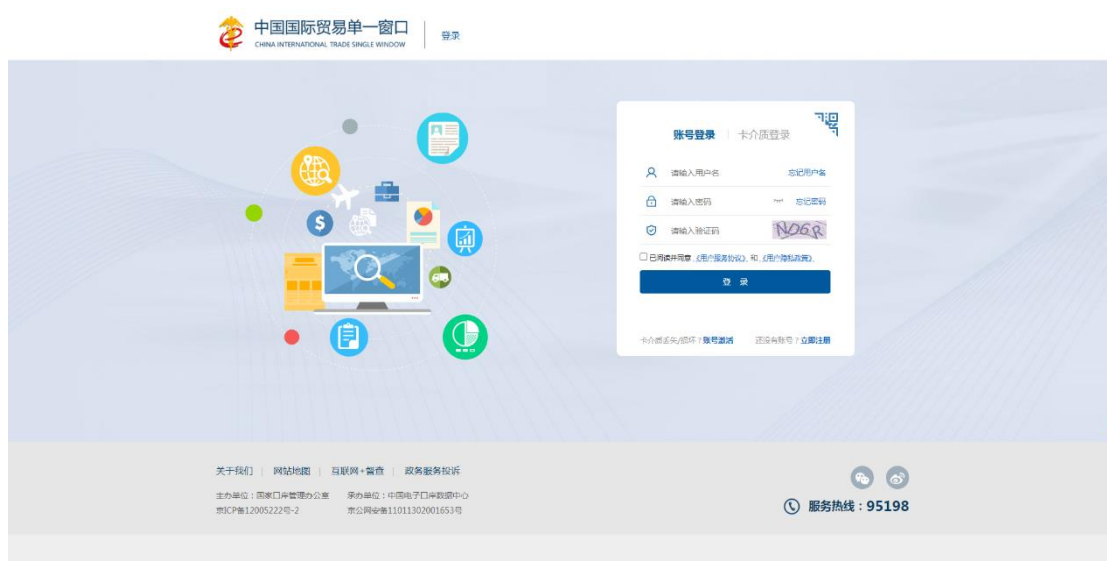 中国国际贸易单一窗口
CHINA INTERNATIONAL TRADE SINGLE WINDOW
登录
账号登录 卡介质登录
请输入用户名 忘记用户名
请输入密码 忘记密码
请输入验证码 NO6R
已阅读并同意《用户服务协议》和《用户隐私政策》
登 录
卡介质丢失/损坏？账号激活 还没有账号？立即注册
关于我们 | 网站地图 | 互联网+督查 | 政务服务投诉
主办单位：国家口岸管理办公室 承办单位：中国电子口岸数据中心
京ICP备12005222号-2 京公网安备11011302001653号
服务热线：95198